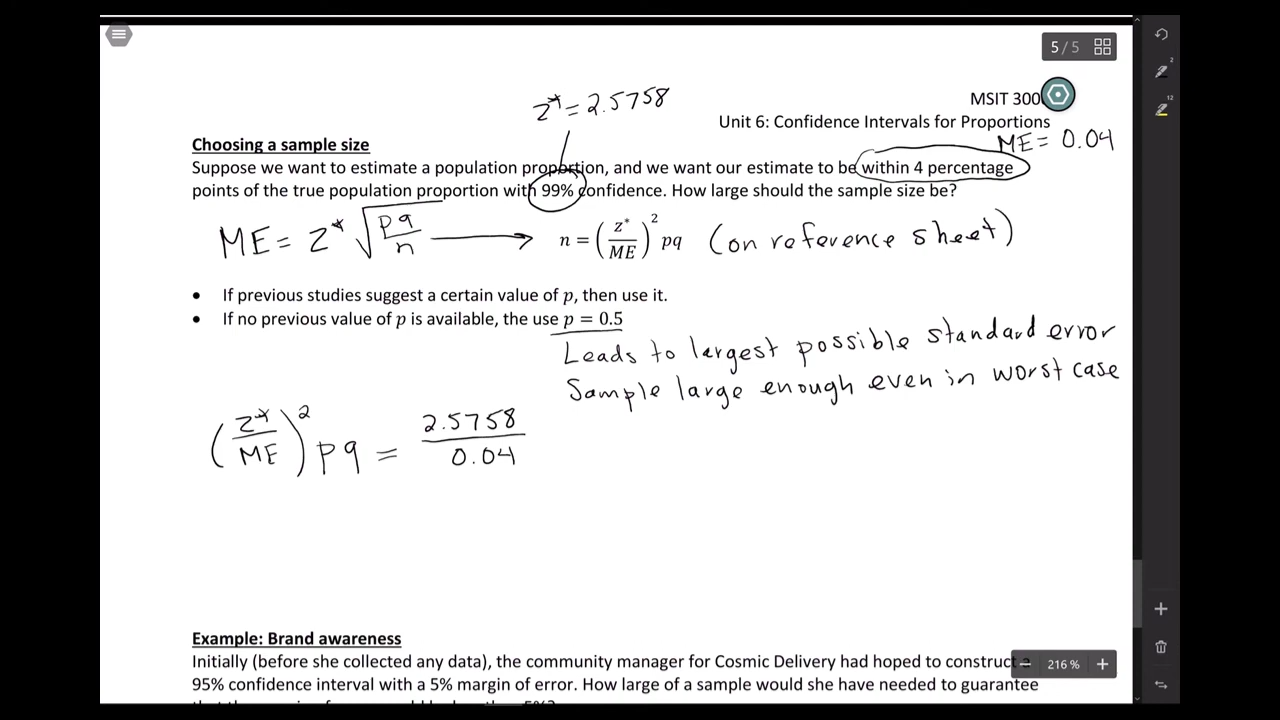 5 / 5
z* = 2.5758
MSIT 300
Unit 6: Confidence Intervals for Proportions
ME = 0.04
Choosing a sample size
Suppose we want to estimate a population proportion, and we want our estimate to be within 4 percentage
points of the true population proportion with 99% confidence. How large should the sample size be?
ME = z* √(pq/n) → n = (z*/ME)² pq (on reference sheet)
• If previous studies suggest a certain value of p, then use it.
• If no previous value of p is available, the use p = 0.5
Leads to largest possible standard error
Sample large enough even in worst case
(z*/ME)² pq = 2.5758/0.04
Example: Brand awareness
Initially (before she collected any data), the community manager for Cosmic Delivery had hoped to construct a
95% confidence interval with a 5% margin of error. How large of a sample would she have needed to guarantee
216 %